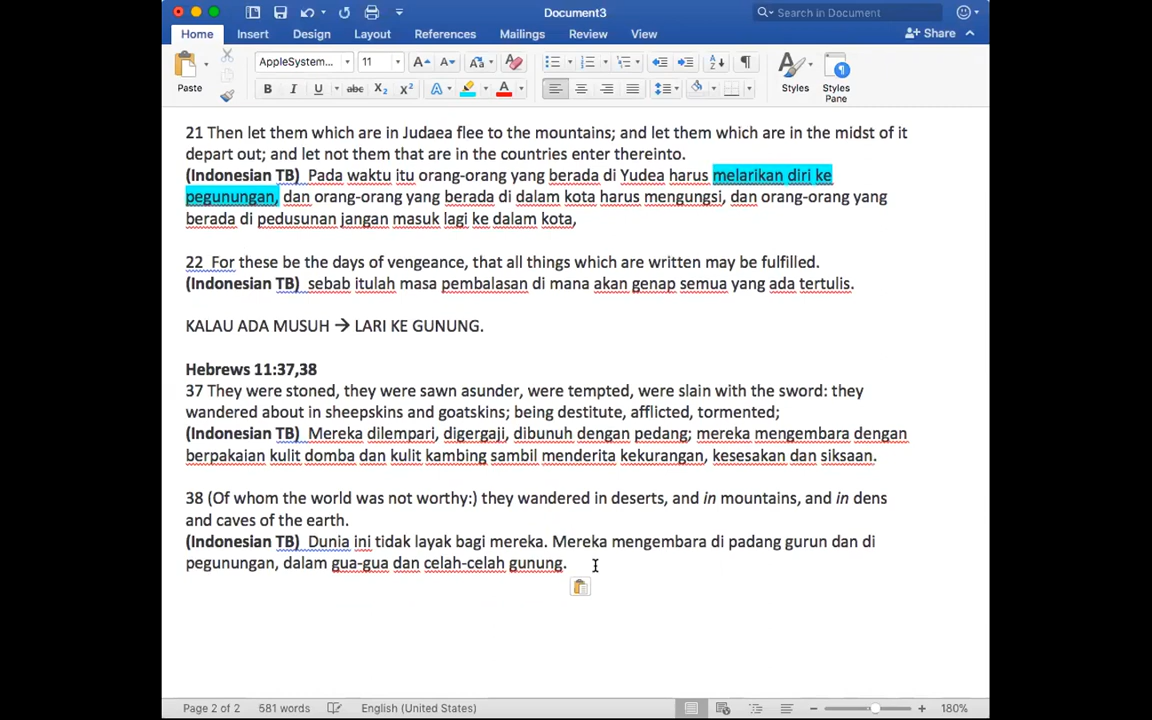 Document3
Search in Document
Home Insert Design Layout References Mailings Review View Share
Paste
AppleSystem... 11
B I U abc X₂ X² A A
Styles
Styles Pane
21 Then let them which are in Judaea flee to the mountains; and let them which are in the midst of it
depart out; and let not them that are in the countries enter thereinto.
(Indonesian TB) Pada waktu itu orang-orang yang berada di Yudea harus melarikan diri ke
pegunungan, dan orang-orang yang berada di dalam kota harus mengungsi, dan orang-orang yang
berada di pedusunan jangan masuk lagi ke dalam kota,
22 For these be the days of vengeance, that all things which are written may be fulfilled.
(Indonesian TB) sebab itulah masa pembalasan di mana akan genap semua yang ada tertulis.
KALAU ADA MUSUH → LARI KE GUNUNG.
Hebrews 11:37,38
37 They were stoned, they were sawn asunder, were tempted, were slain with the sword: they
wandered about in sheepskins and goatskins; being destitute, afflicted, tormented;
(Indonesian TB) Mereka dilempari, digergaji, dibunuh dengan pedang; mereka mengembara dengan
berpakaian kulit domba dan kulit kambing sambil menderita kekurangan, kesesakan dan siksaan.
38 (Of whom the world was not worthy:) they wandered in deserts, and in mountains, and in dens
and caves of the earth.
(Indonesian TB) Dunia ini tidak layak bagi mereka. Mereka mengembara di padang gurun dan di
pegunungan, dalam gua-gua dan celah-celah gunung.
Page 2 of 2 581 words English (United States) 180%